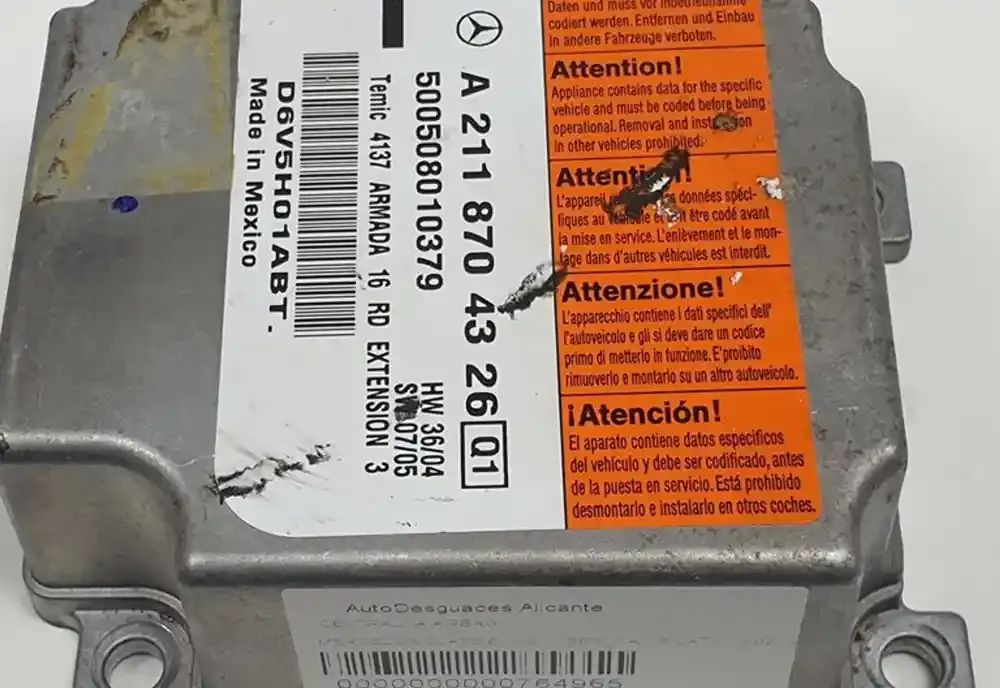 A 211 870 43 26 Q1
500508010379
HW 36/04
07/05
Temic 4137 ARMADA 16 RD EXTENSION 3
D6V5H01ABT.
Made in Mexico
Daten und muss vor Inbetriebnahme
codiert werden. Entfernen und Einbau
in andere Fahrzeuge verboten.
Attention!
Appliance contains data for the specific
vehicle and must be coded before being
operational. Removal and
in other vehicles prohibited.
L'appareil données spéci-
fiques au être codé avant
la mise en service. L'enlèvement et le mon-
tage dans d'autres véhicules est interdit.
Attenzione!
L'apparecchio contiene i dati specifici dell'
l'autoveicolo e gli si deve dare un codice
primo di metterlo in funzione. E'proibito
rimuoverlo e montarlo su un altro autoveicolo.
¡Atención!
El aparato contiene datos especificos
del vehículo y debe ser codificado, antes
de la puesta en servicio. Está prohibido
desmontarlo e instalarlo en otros coches.
AutoDesguaces Alicante